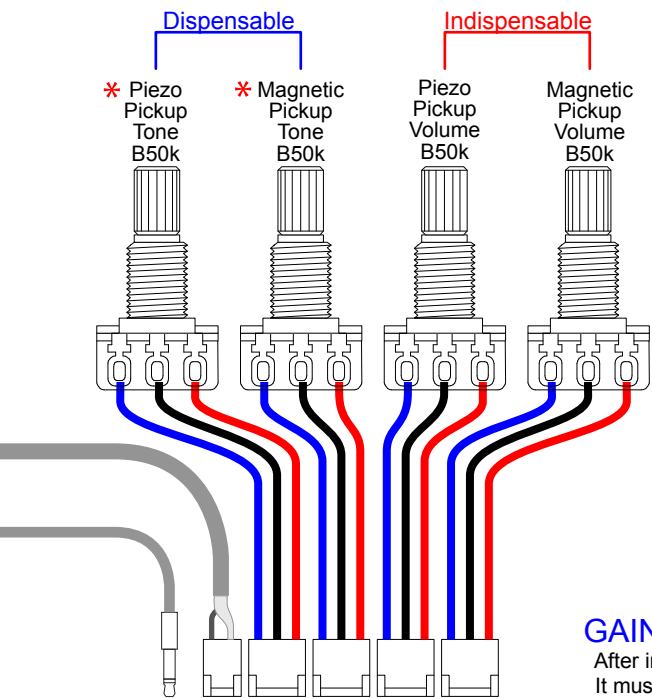 Dispensable
Indispensable
* Piezo
Pickup
Tone
B50k
* Magnetic
Pickup
Tone
B50k
Piezo
Pickup
Volume
B50k
Magnetic
Pickup
Volume
B50k
GAIN
After in
It mus